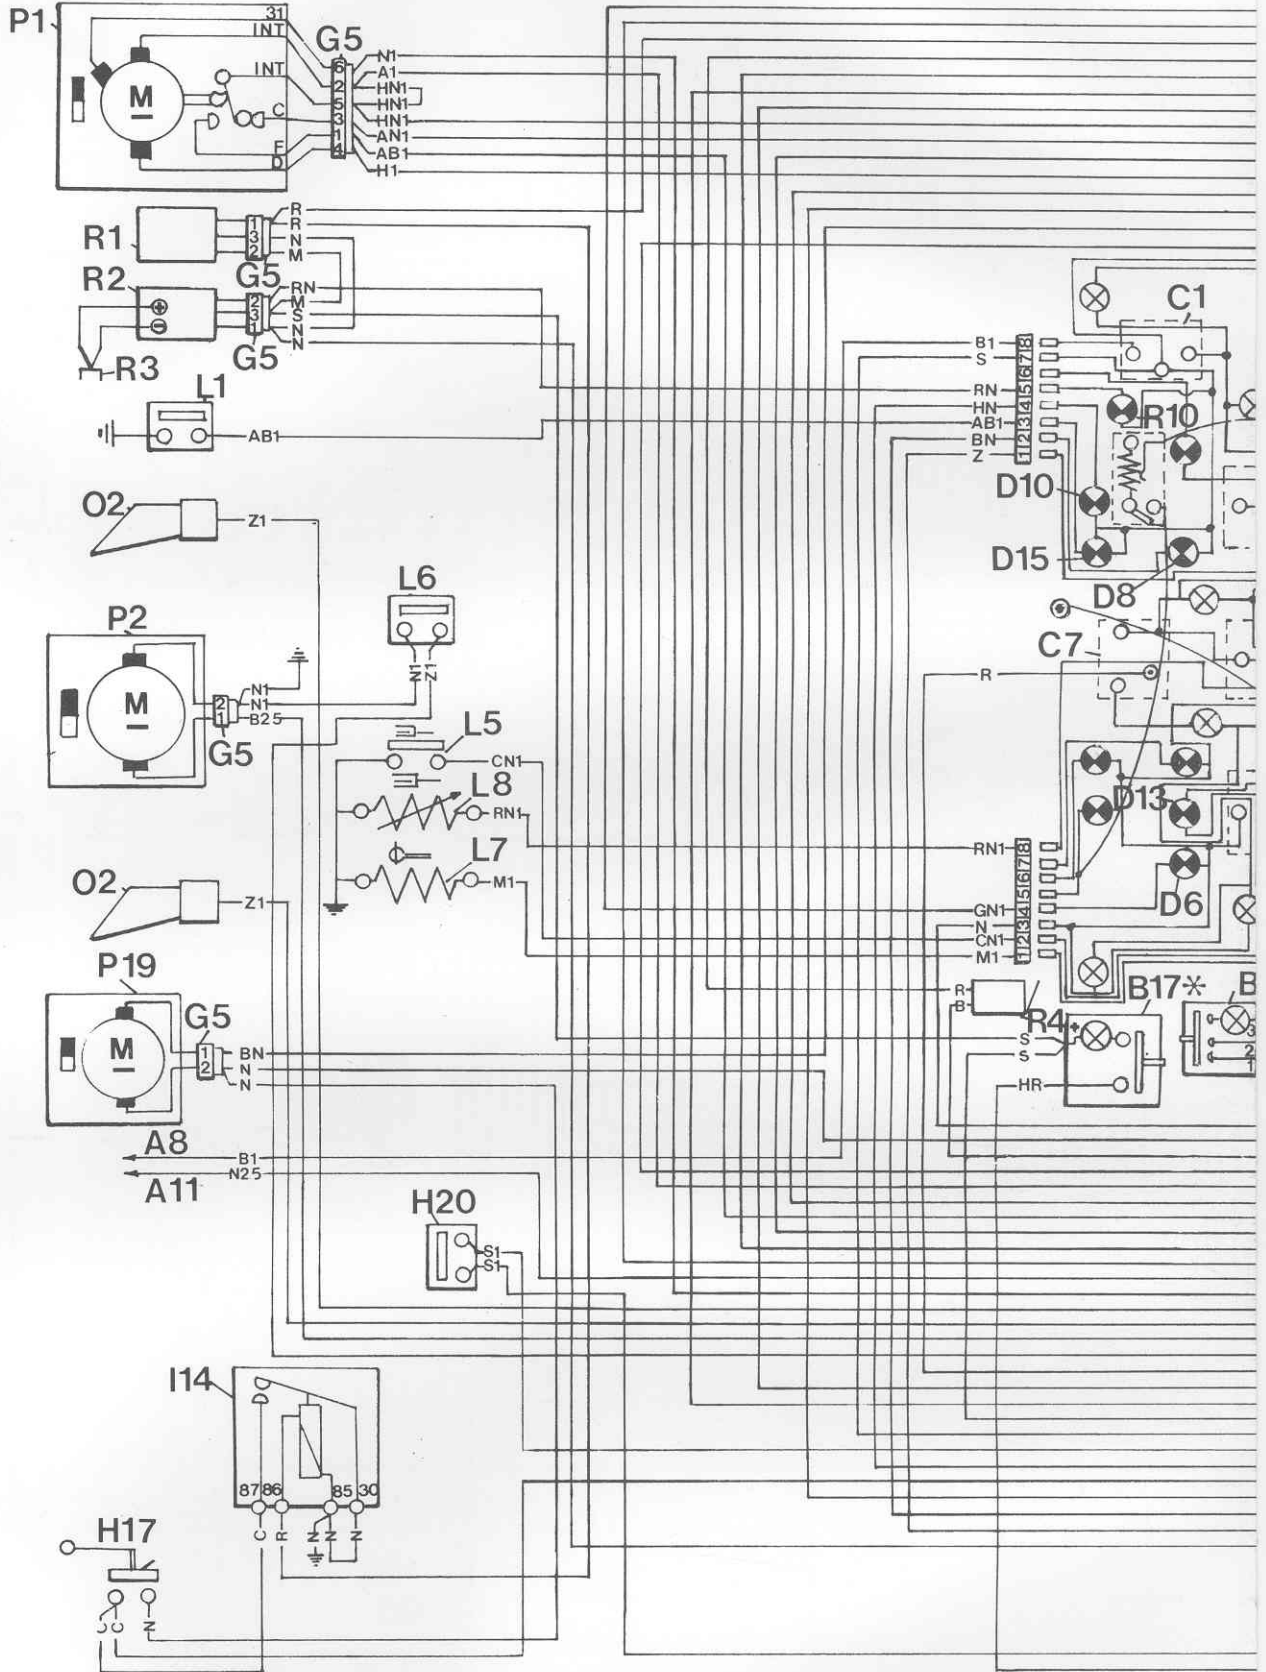 P1
31
INT
INT
C
F
D
M
G5
6
2
5
3
1
4
N1
A1
HN1
HN1
HN1
AN1
AB1
H1
R1
1
3
2
R
R
N
M
G5
R2
+
−
2
3
1
RN
M
S
N
N
G5
R3
L1
AB1
O2
Z1
L6
N1
Z1
P2
M
2
1
N1
N1
B25
G5
L5
CN1
L8
RN1
L7
M1
O2
Z1
P19
M
G5
1
2
BN
N
N
A8
B1
N25
A11
H20
S1
S1
I14
87
86
85
30
C
R
N
N
N
H17
C
C
N
C1
B1
S
RN
HN
AB1
BN
Z
8
7
6
5
4
3
2
1
R10
D10
D15
D8
C7
R
D13
D6
RN1
GN1
N
CN1
M1
8
7
6
5
4
3
2
1
R
B
R4
B17*
+
S
S
HR
B
3
2
1